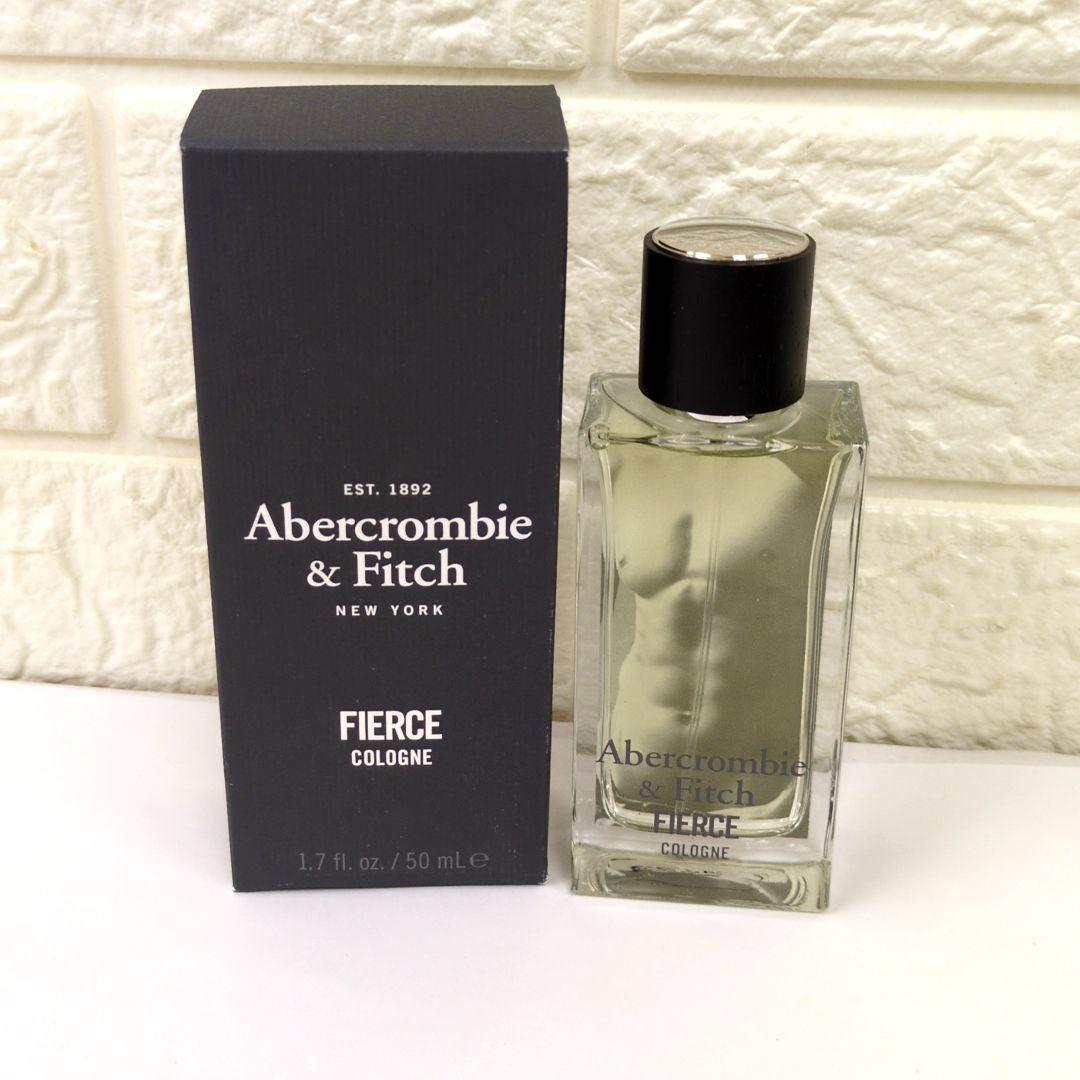 EST. 1892
Abercrombie
& Fitch
NEW YORK
FIERCE
COLOGNE
1.7 fl. oz. / 50 mL ℮
Abercrombie
& Fitch
FIERCE
COLOGNE